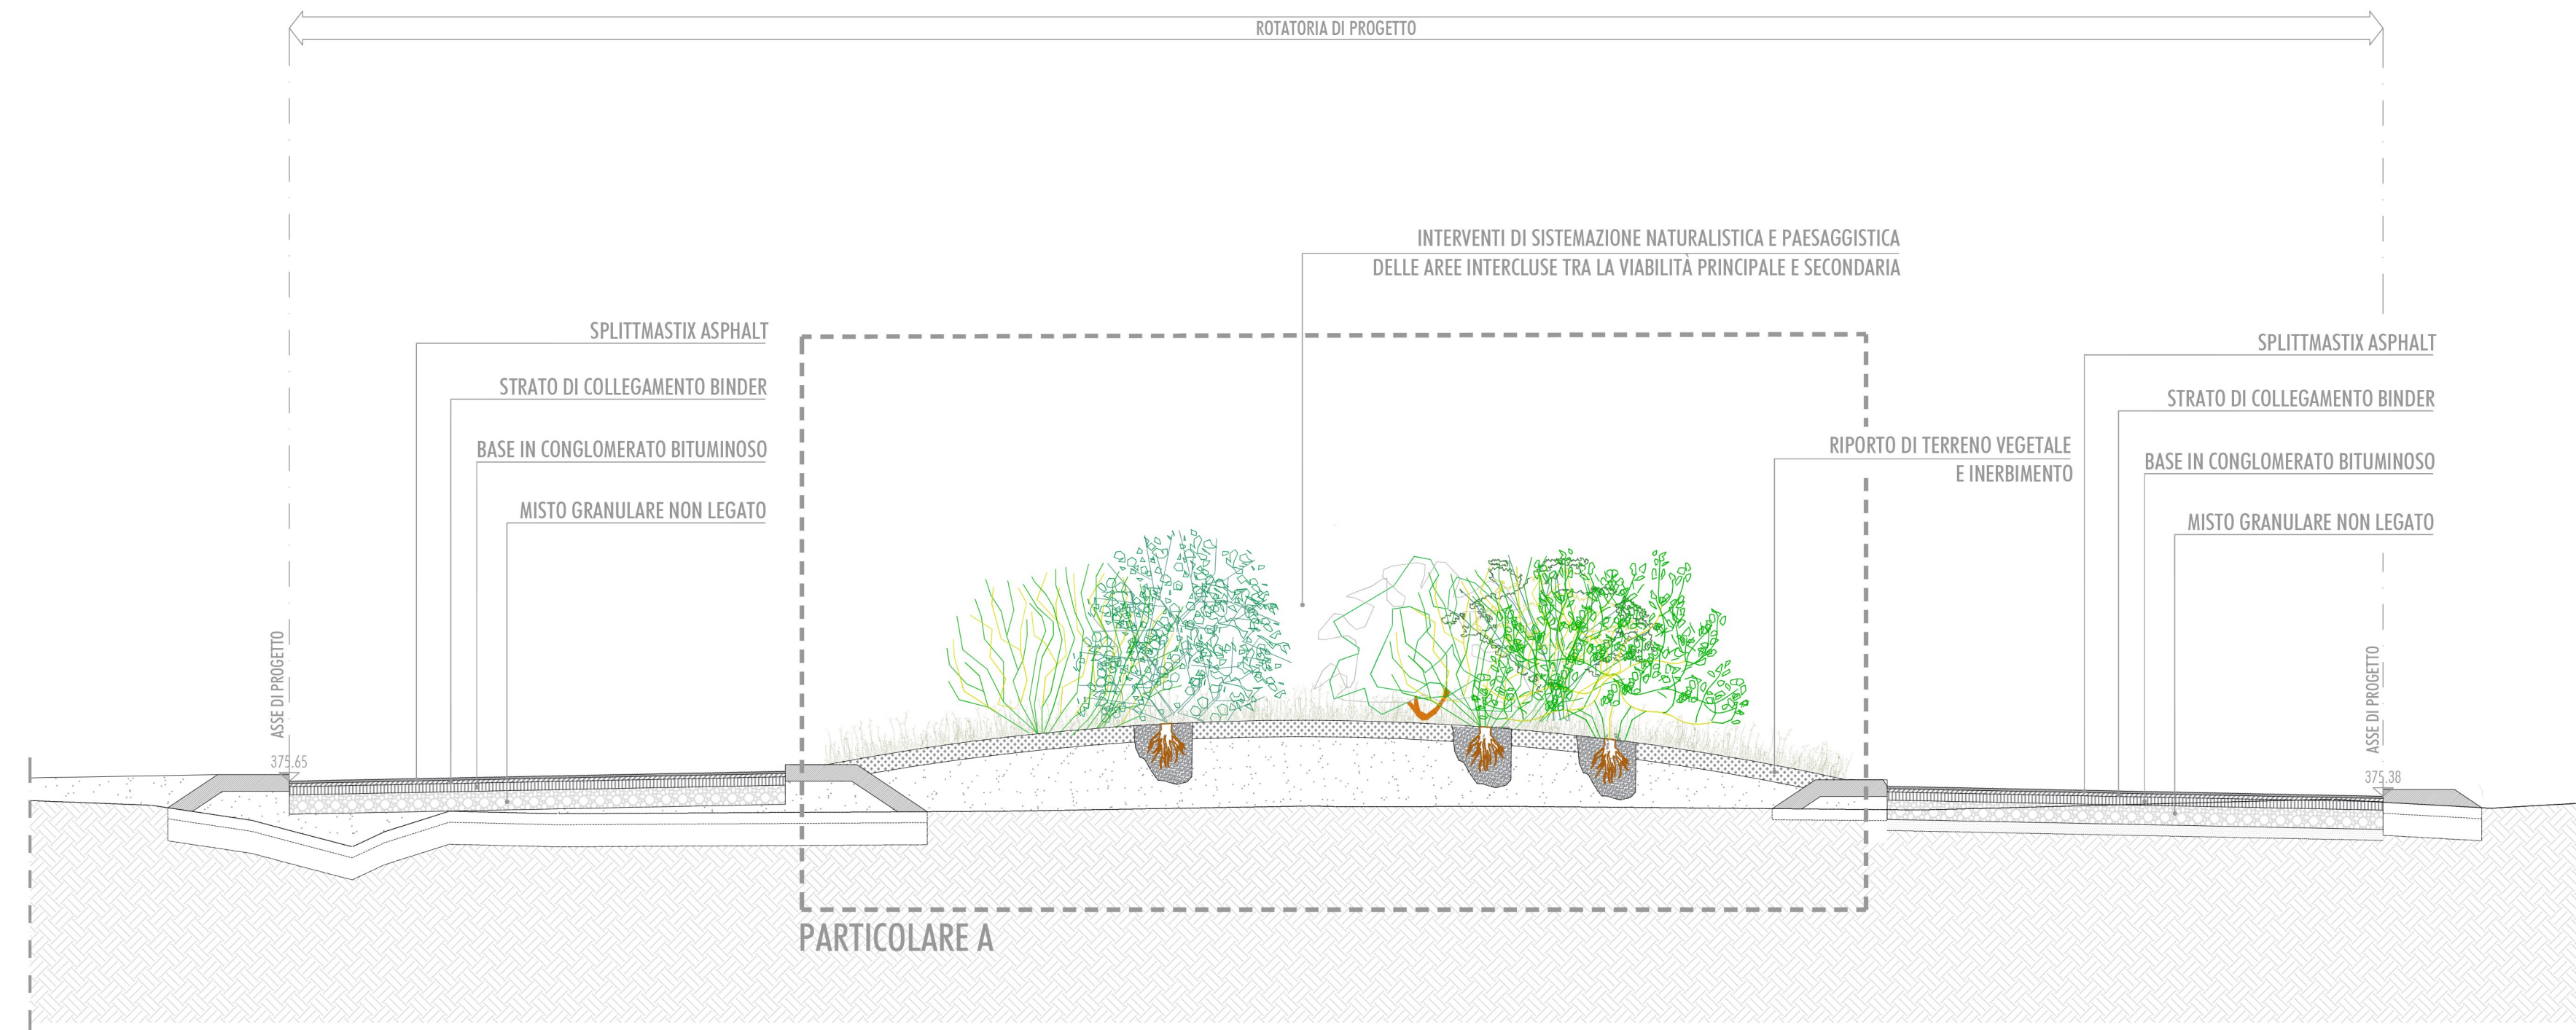 ROTATORIA DI PROGETTO
INTERVENTI DI SISTEMAZIONE NATURALISTICA E PAESAGGISTICA
DELLE AREE INTERCLUSE TRA LA VIABILITÀ PRINCIPALE E SECONDARIA
SPLITTMASTIX ASPHALT
STRATO DI COLLEGAMENTO BINDER
BASE IN CONGLOMERATO BITUMINOSO
MISTO GRANULARE NON LEGATO
RIPORTO DI TERRENO VEGETALE
E INERBIMENTO
SPLITTMASTIX ASPHALT
STRATO DI COLLEGAMENTO BINDER
BASE IN CONGLOMERATO BITUMINOSO
MISTO GRANULARE NON LEGATO
ASSE DI PROGETTO
375.65
ASSE DI PROGETTO
375.38
PARTICOLARE A